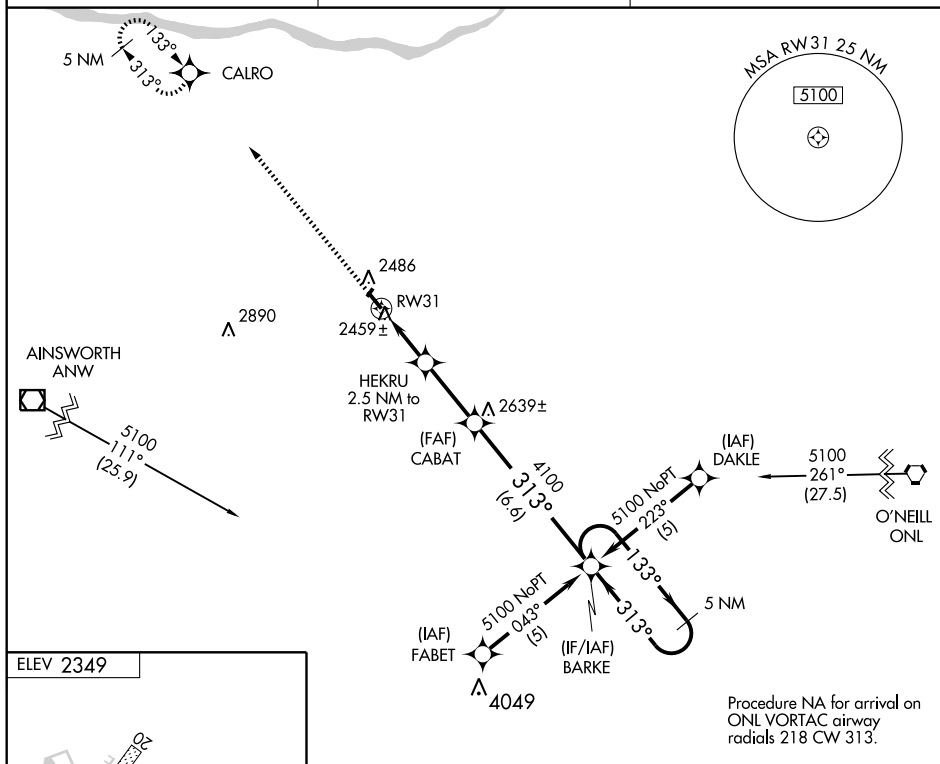 133°
313°
5 NM
CALRO
MSA RW31 25 NM
5100
2486
RW31
2459±
2890
AINSWORTH
ANW
5100
111°
(25.9)
HEKRU
2.5 NM to
RW31
2639±
(FAF)
CABAT
4100
313°
(6.6)
(IAF)
DAKLE
5100
261°
(27.5)
O'NEILL
ONL
5100 NoPT
223°
(5)
133°
313°
5 NM
5100 NoPT
043°
(5)
(IAF)
FABET
(IF/IAF)
BARKE
4049
Procedure NA for arrival on
ONL VORTAC airway
radials 218 CW 313.
ELEV 2349
20